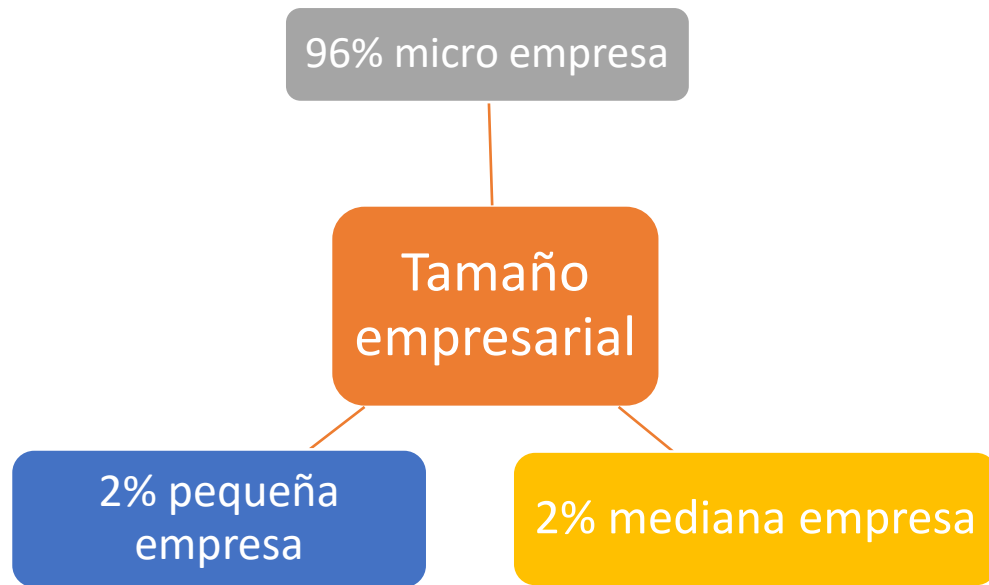 96% micro empresa
Tamaño
empresarial
2% pequeña
empresa
2% mediana empresa